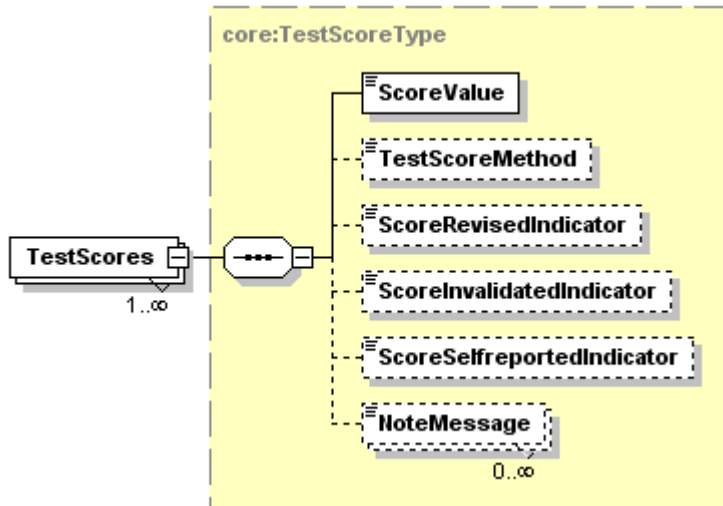 core:TestScoreType
ScoreValue
TestScoreMethod
ScoreRevisedIndicator
TestScores
1..∞
ScoreInvalidatedIndicator
ScoreSelfreportedIndicator
NoteMessage
0..∞